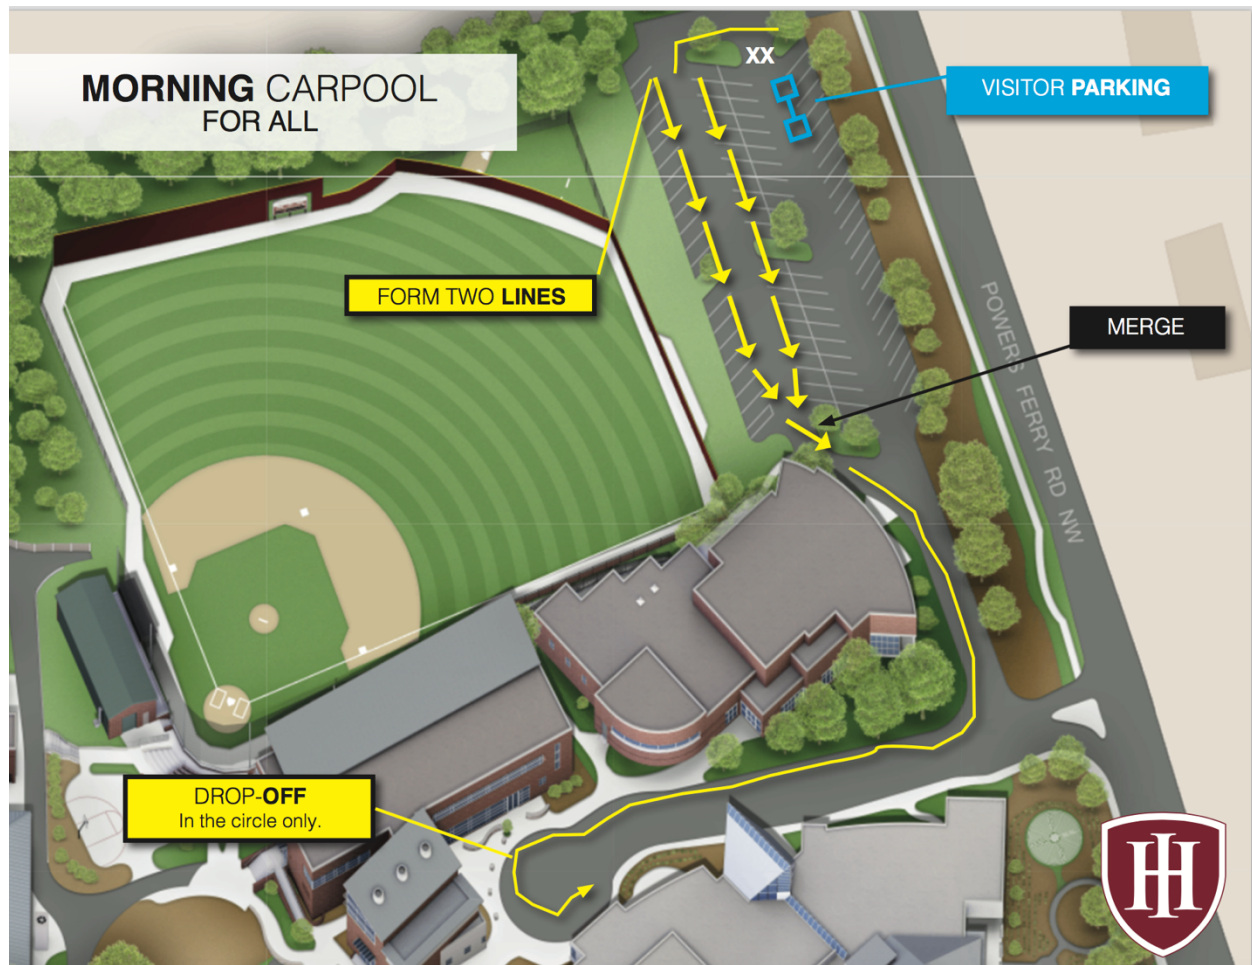 MORNING CARPOOL
FOR ALL
XX
VISITOR PARKING
FORM TWO LINES
MERGE
POWERS FERRY RD NW
DROP-OFF
In the circle only.
HI